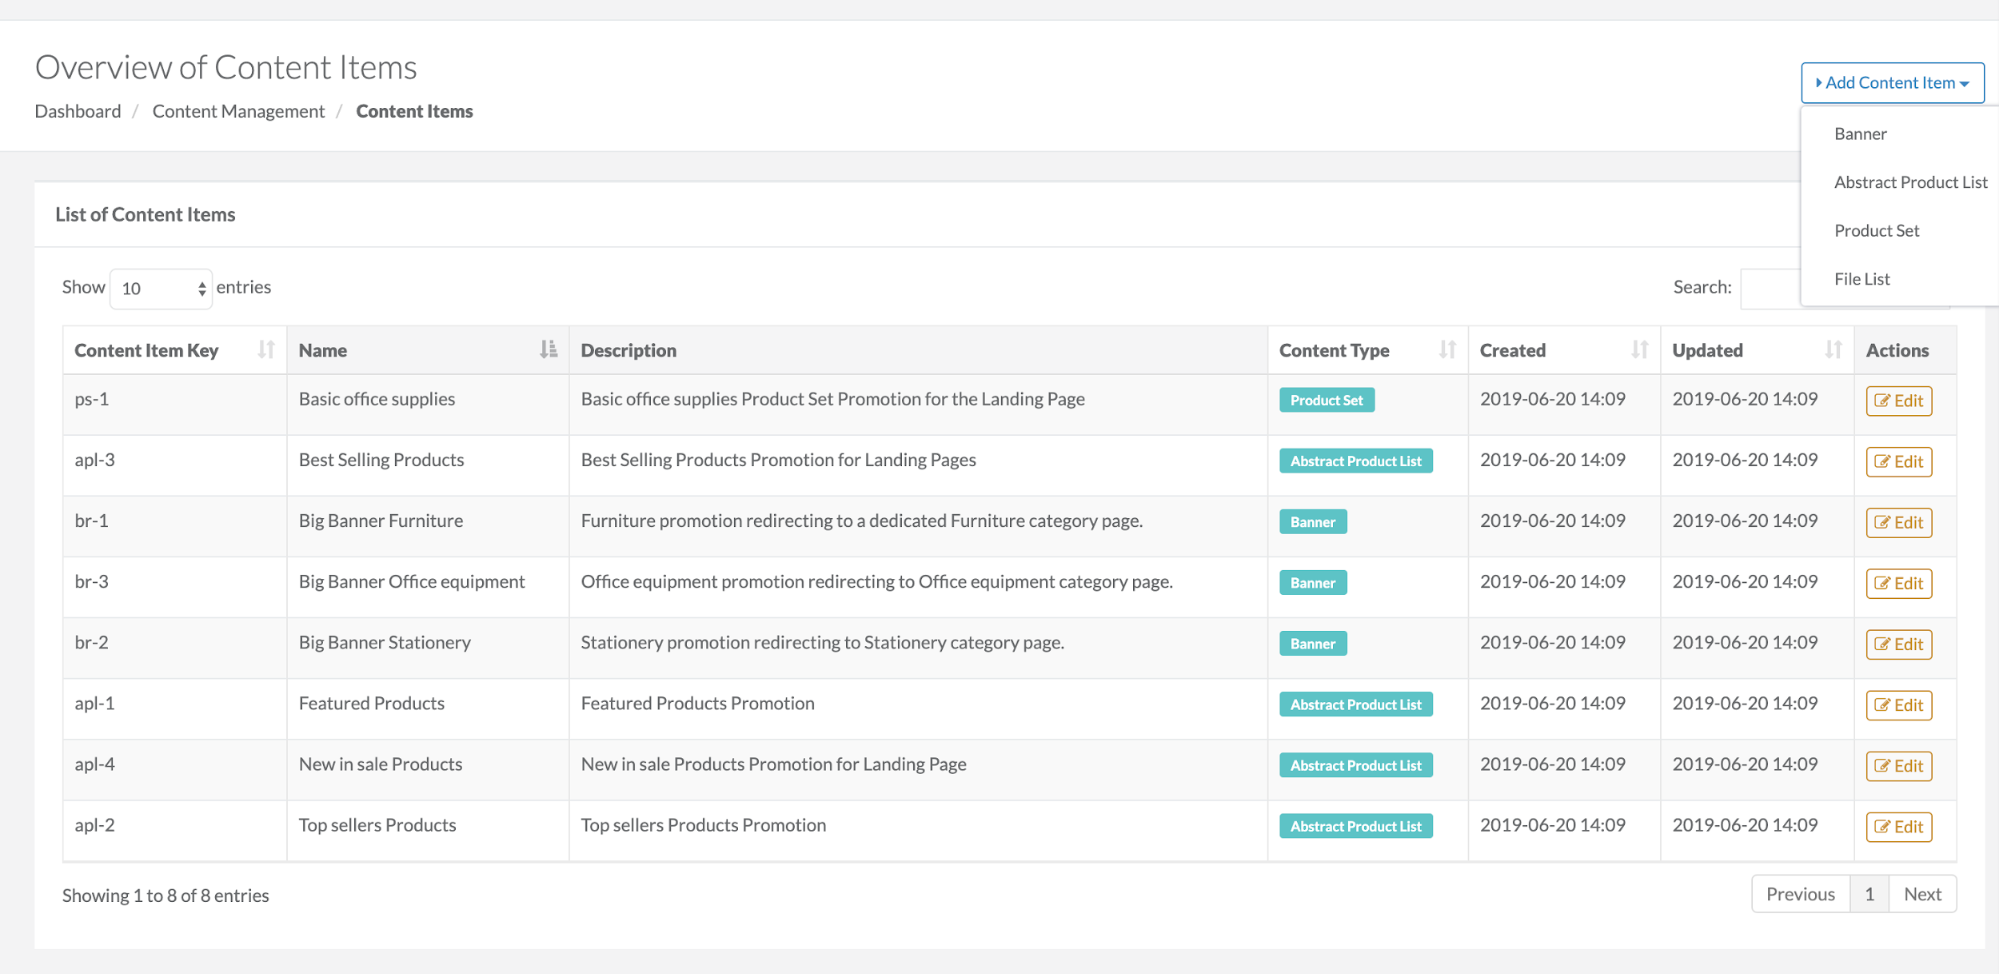 Overview of Content Items
Add Content Item
Dashboard / Content Management / Content Items
Banner
Abstract Product List
Product Set
File List
List of Content Items
Show 10 entries Search:
Content Item Key Name Description Content Type Created Updated Actions
ps-1 Basic office supplies Basic office supplies Product Set Promotion for the Landing Page Product Set 2019-06-20 14:09 2019-06-20 14:09 Edit
apl-3 Best Selling Products Best Selling Products Promotion for Landing Pages Abstract Product List 2019-06-20 14:09 2019-06-20 14:09 Edit
br-1 Big Banner Furniture Furniture promotion redirecting to a dedicated Furniture category page. Banner 2019-06-20 14:09 2019-06-20 14:09 Edit
br-3 Big Banner Office equipment Office equipment promotion redirecting to Office equipment category page. Banner 2019-06-20 14:09 2019-06-20 14:09 Edit
br-2 Big Banner Stationery Stationery promotion redirecting to Stationery category page. Banner 2019-06-20 14:09 2019-06-20 14:09 Edit
apl-1 Featured Products Featured Products Promotion Abstract Product List 2019-06-20 14:09 2019-06-20 14:09 Edit
apl-4 New in sale Products New in sale Products Promotion for Landing Page Abstract Product List 2019-06-20 14:09 2019-06-20 14:09 Edit
apl-2 Top sellers Products Top sellers Products Promotion Abstract Product List 2019-06-20 14:09 2019-06-20 14:09 Edit
Showing 1 to 8 of 8 entries Previous 1 Next